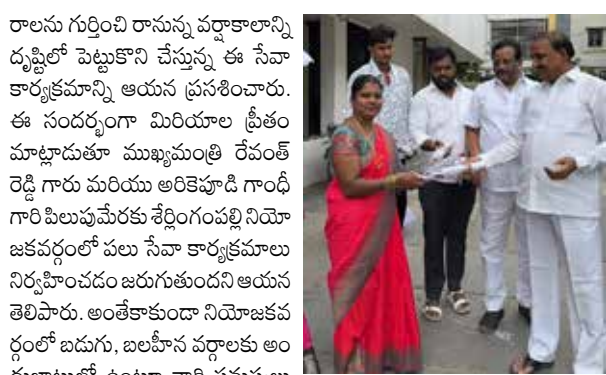 రాలను గుర్తించి రానున్న వర్షాకాలాన్ని
దృష్టిలో పెట్టుకొని చేస్తున్న ఈ సేవా
కార్యక్రమాన్ని ఆయన ప్రసశించారు.
ఈ సందర్భంగా మిరియాల ప్రీతం
మాట్లాడుతూ ముఖ్యమంత్రి రేవంత్
రెడ్డి గారు మరియు అరికెపూడి గాంధీ
గారి పిలుపుమేరకు శేర్లింగంపల్లి నియో
జకవర్గంలో పలు సేవా కార్యక్రమాలు
నిర్వహించడం జరుగుతుందని ఆయన
తెలిపారు. అంతేకాకుండా నియోజకవ
ర్గంలో బడుగు, బలహీన వర్గాలకు అం